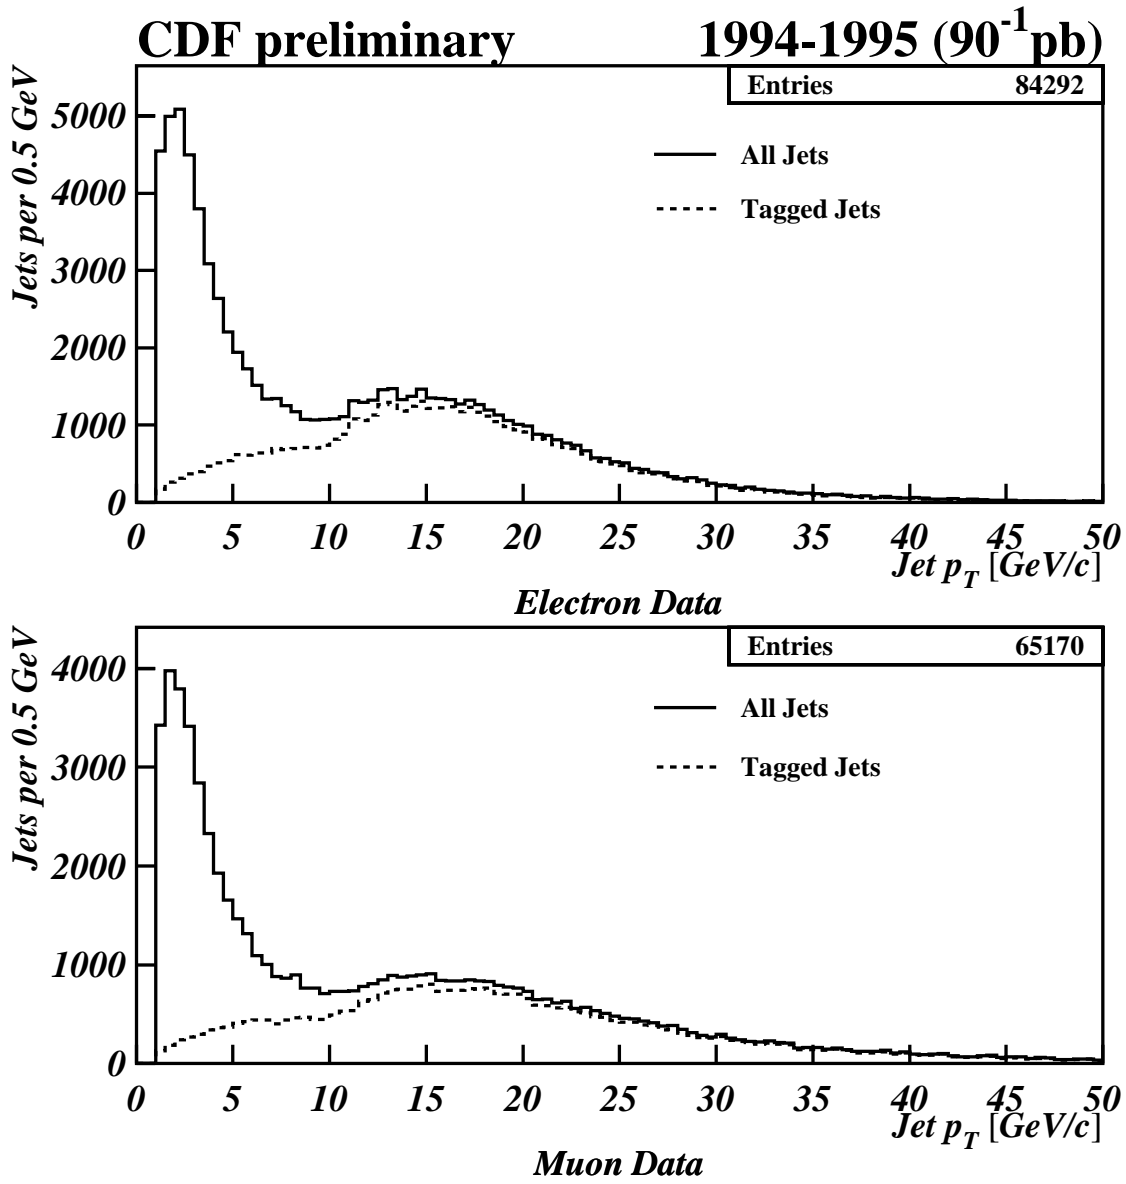 CDF preliminary 1994-1995 (90⁻¹pb)
Entries 84292
All Jets
Tagged Jets
Jets per 0.5 GeV
5000
4000
3000
2000
1000
0
0 5 10 15 20 25 30 35 40 45 50
Jet p_T [GeV/c]
Electron Data
Entries 65170
All Jets
Tagged Jets
Jets per 0.5 GeV
4000
3000
2000
1000
0
0 5 10 15 20 25 30 35 40 45 50
Jet p_T [GeV/c]
Muon Data